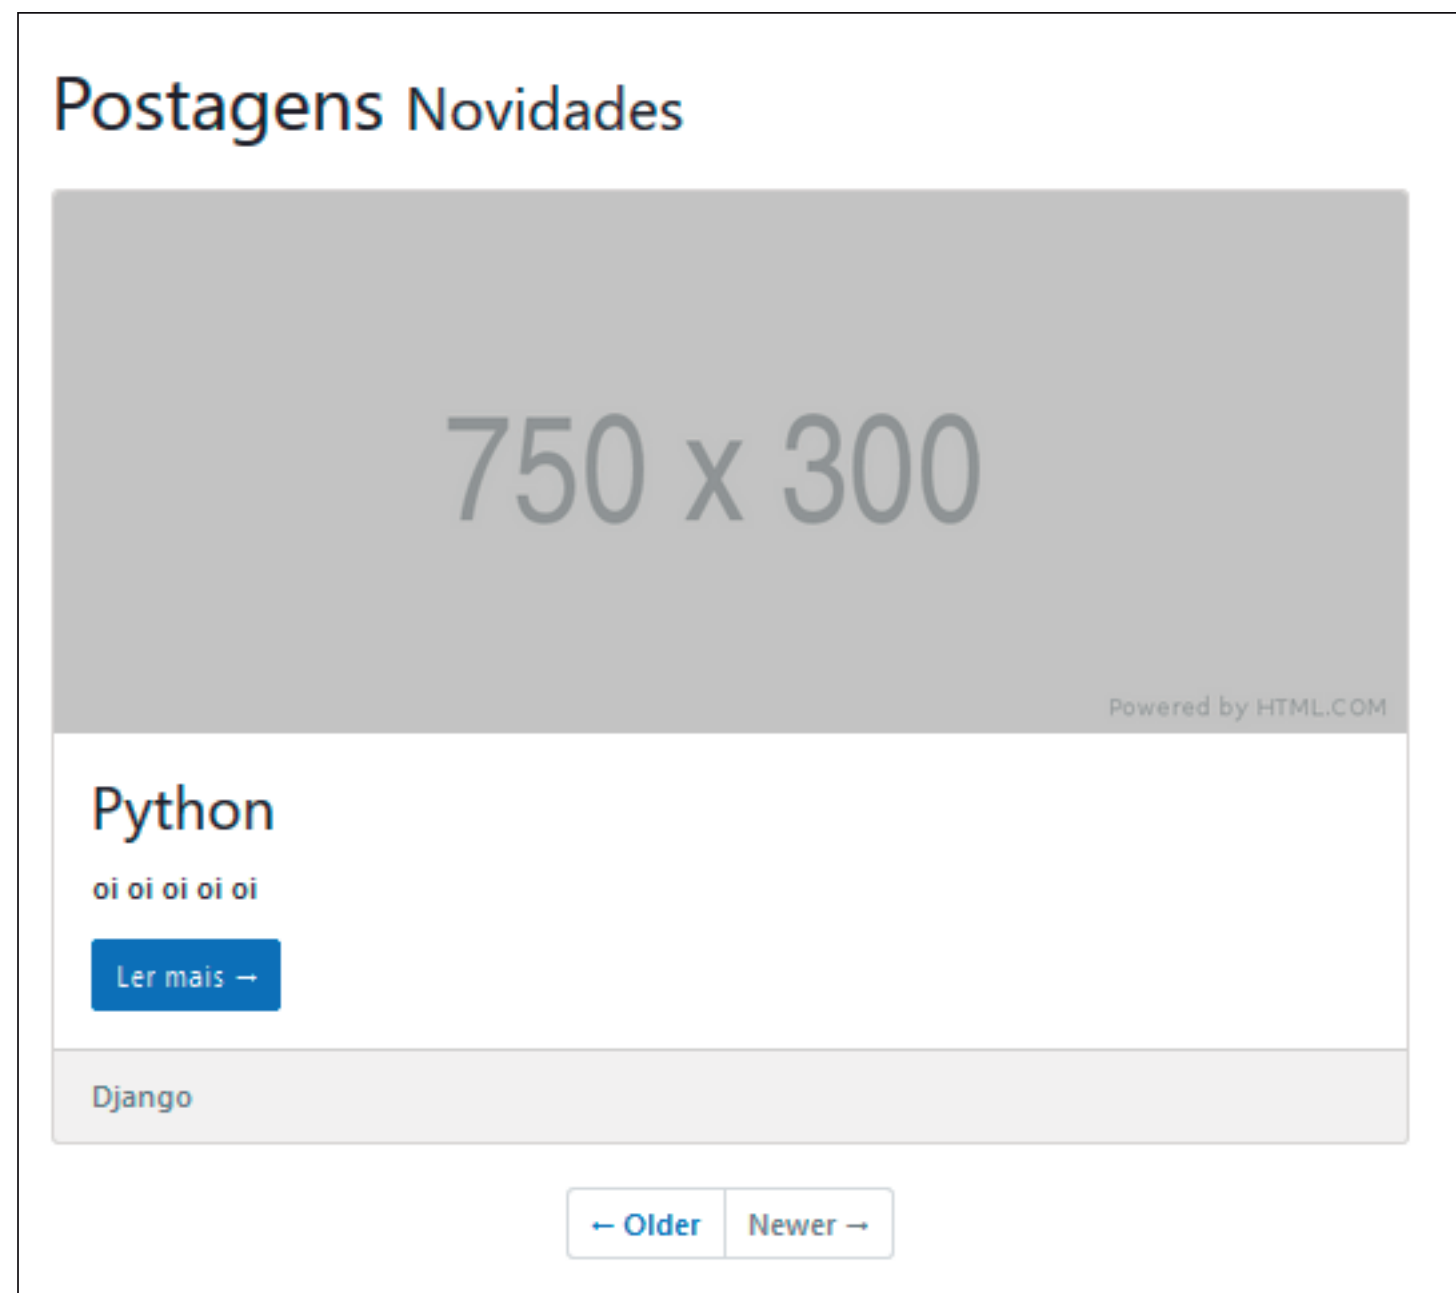 Postagens Novidades
750 x 300
Powered by HTML.COM
Python
oi oi oi oi oi
Ler mais →
Django
← Older
Newer →